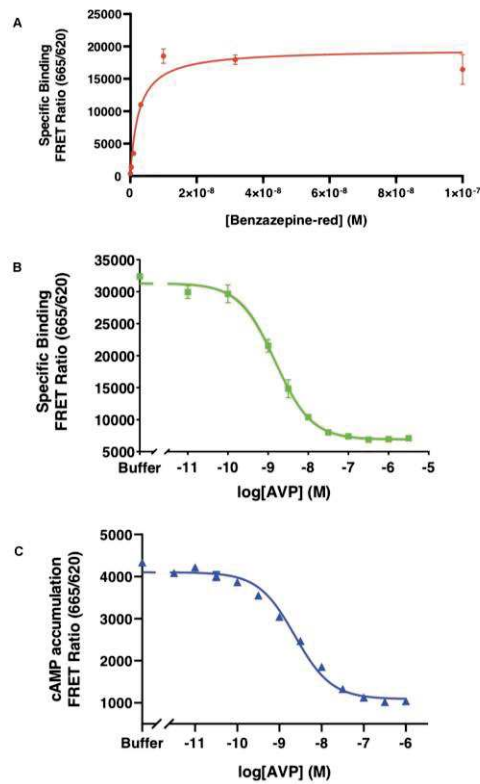 A
Specific Binding
FRET Ratio (665/620)
25000
20000
15000
10000
5000
0
0 2×10⁻⁸ 4×10⁻⁸ 6×10⁻⁸ 8×10⁻⁸ 1×10⁻⁷
[Benzazepine-red] (M)
B
Specific Binding
FRET Ratio (665/620)
35000
30000
25000
20000
15000
10000
5000
Buffer -11 -10 -9 -8 -7 -6 -5
log[AVP] (M)
C
cAMP accumulation
FRET Ratio (665/620)
5000
4000
3000
2000
1000
Buffer -11 -10 -9 -8 -7 -6
log[AVP] (M)